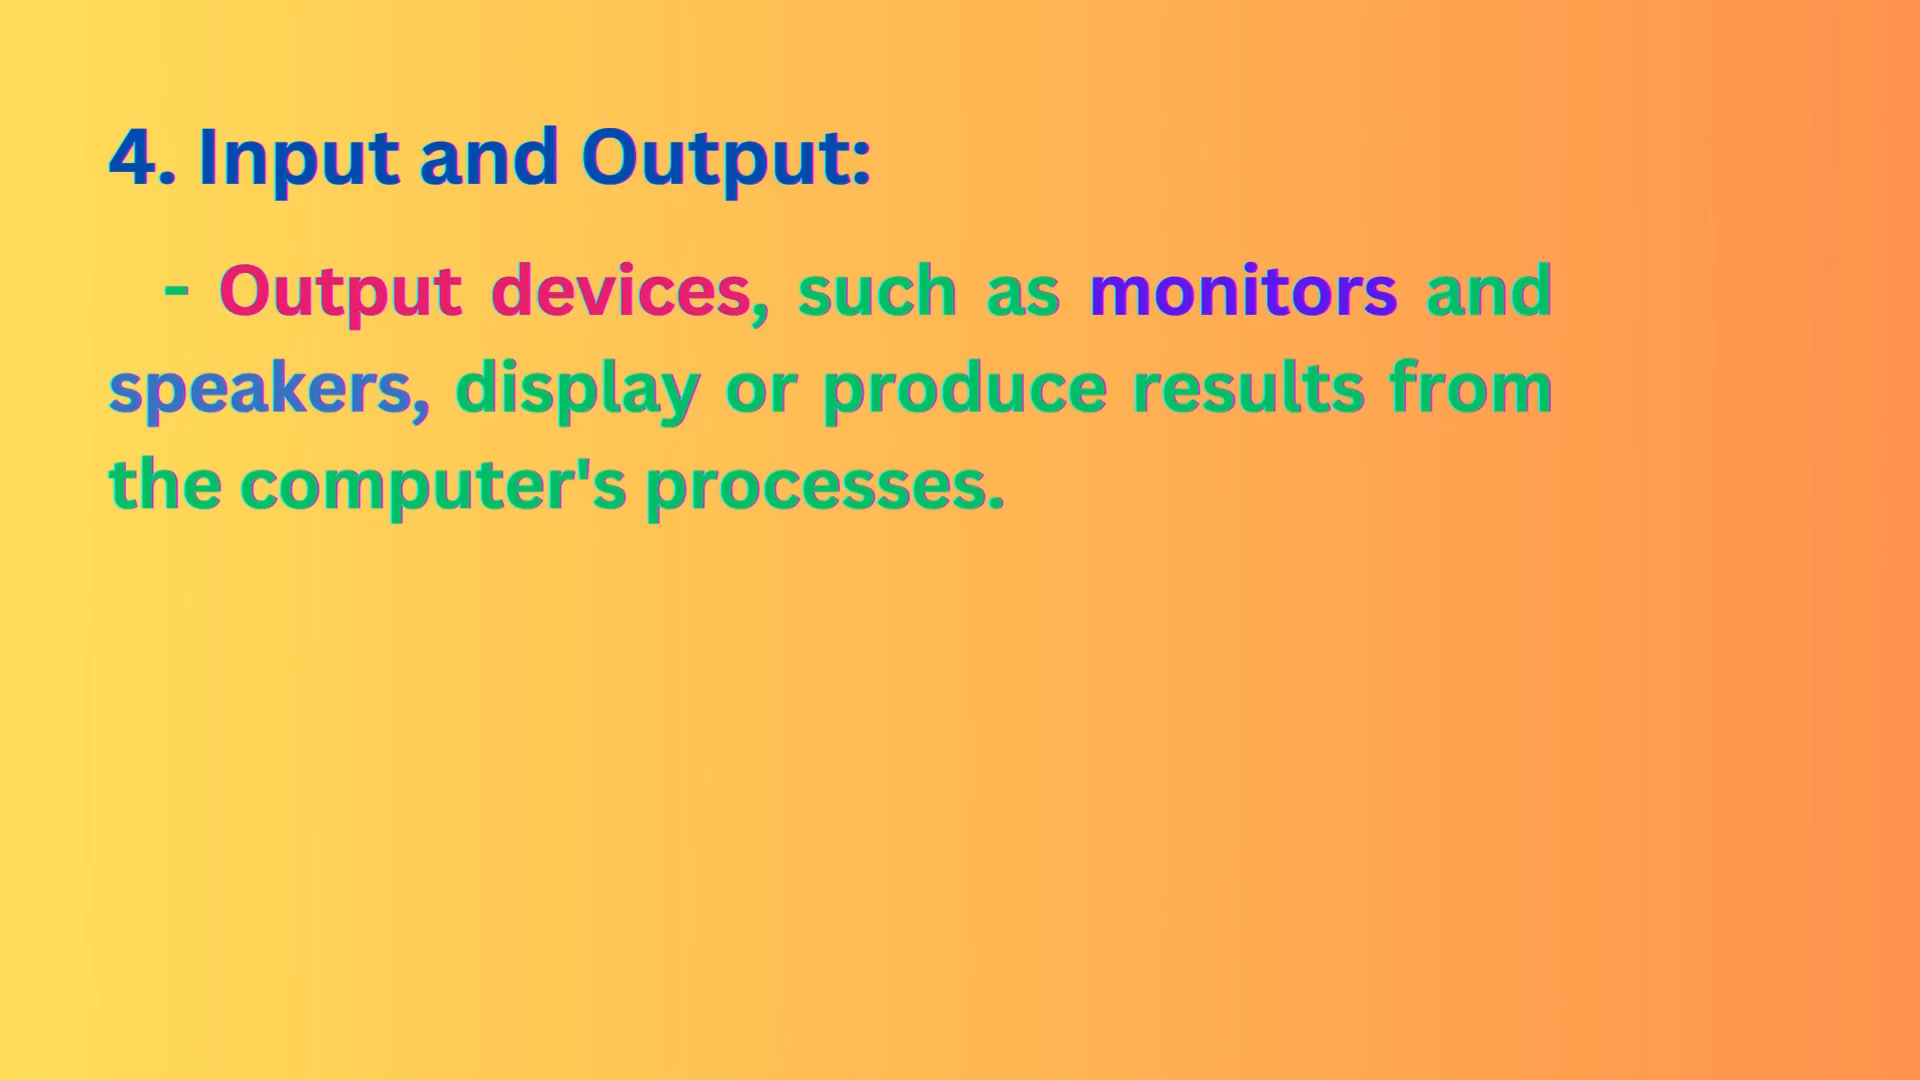 4. Input and Output:
- Output devices, such as monitors and
speakers, display or produce results from
the computer's processes.